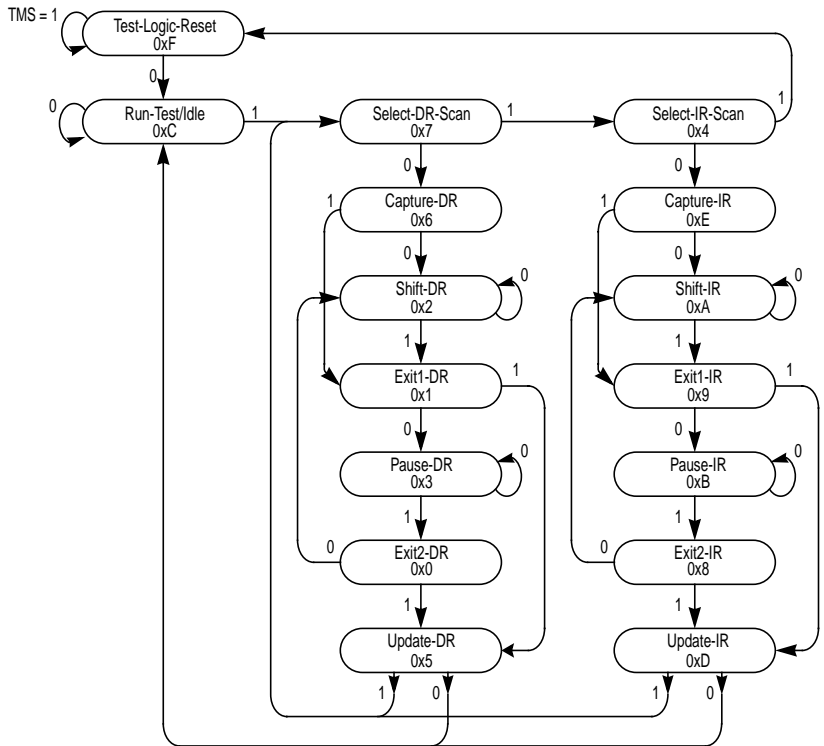 TMS = 1
Test-Logic-Reset
0xF
0
1
0
Run-Test/Idle
0xC
1
Select-DR-Scan
0x7
1
Select-IR-Scan
0x4
0
0
1
Capture-DR
0x6
1
Capture-IR
0xE
0
0
Shift-DR
0x2
0
Shift-IR
0xA
0
1
1
Exit1-DR
0x1
1
Exit1-IR
0x9
1
0
0
Pause-DR
0x3
0
Pause-IR
0xB
0
1
1
0
Exit2-DR
0x0
0
Exit2-IR
0x8
1
1
Update-DR
0x5
Update-IR
0xD
1
0
1
0